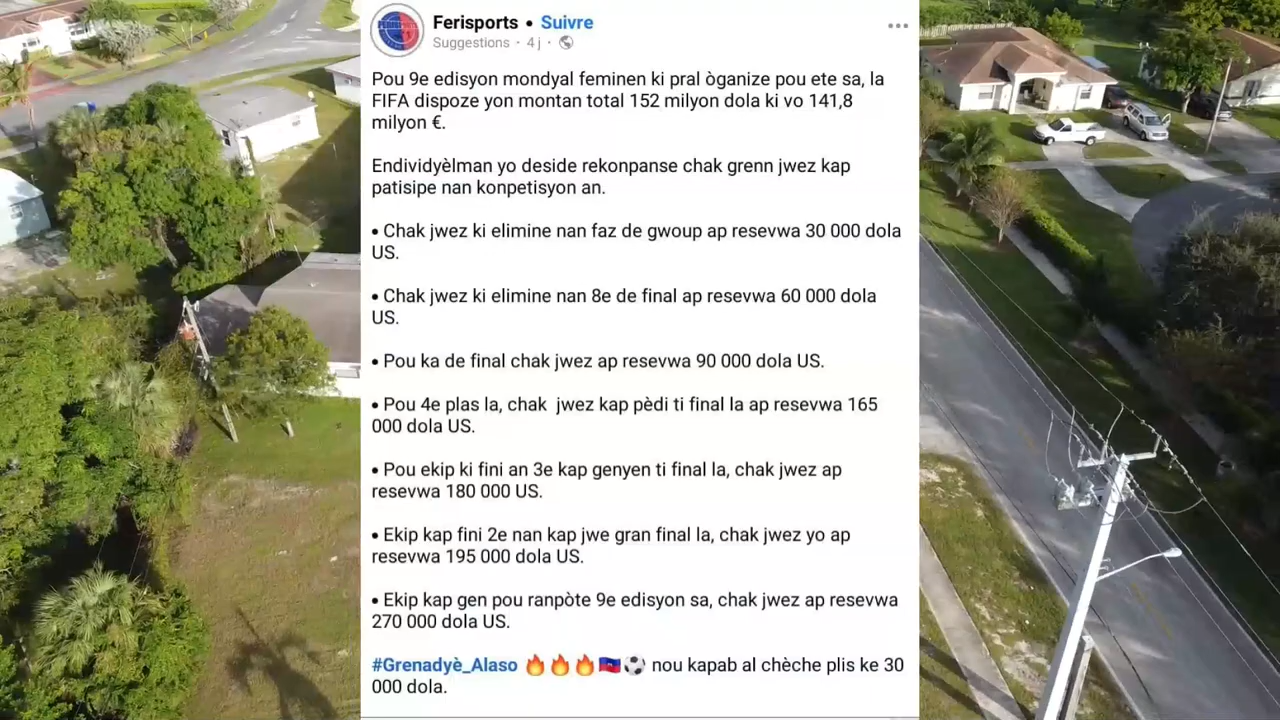 Ferisports • Suivre
Suggestions · 4 j ·
Pou 9e edisyon mondyal feminen ki pral òganize pou ete sa, la
FIFA dispoze yon montan total 152 milyon dola ki vo 141,8
milyon €.
Endividyèlman yo deside rekonpanse chak grenn jwez kap
patisipe nan konpetisyon an.
• Chak jwez ki elimine nan faz de gwoup ap resevwa 30 000 dola
US.
• Chak jwez ki elimine nan 8e de final ap resevwa 60 000 dola
US.
• Pou ka de final chak jwez ap resevwa 90 000 dola US.
• Pou 4e plas la, chak  jwez kap pèdi ti final la ap resevwa 165
000 dola US.
• Pou ekip ki fini an 3e kap genyen ti final la, chak jwez ap
resevwa 180 000 US.
• Ekip kap fini 2e nan kap jwe gran final la, chak jwez yo ap
resevwa 195 000 dola US.
• Ekip kap gen pou ranpòte 9e edisyon sa, chak jwez ap resevwa
270 000 dola US.
#Grenadyè_Alaso 🔥🔥🔥🇭🇹⚽ nou kapab al chèche plis ke 30
000 dola.